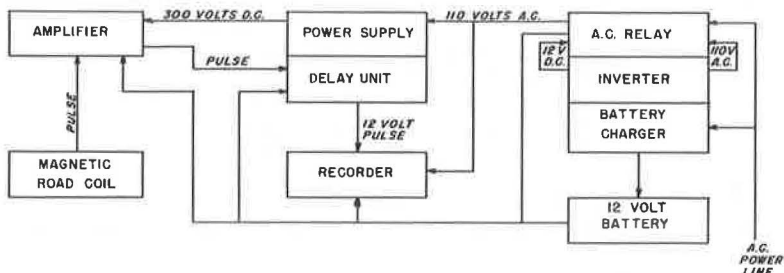 300 VOLTS D.C.
110 VOLTS A.C.
AMPLIFIER
POWER SUPPLY
A.C. RELAY
PULSE
12V
D.C.
110V
A.C.
DELAY UNIT
INVERTER
PULSE
12 VOLT
PULSE
BATTERY
CHARGER
MAGNETIC
ROAD COIL
RECORDER
12 VOLT
BATTERY
A.C.
POWER
LINE